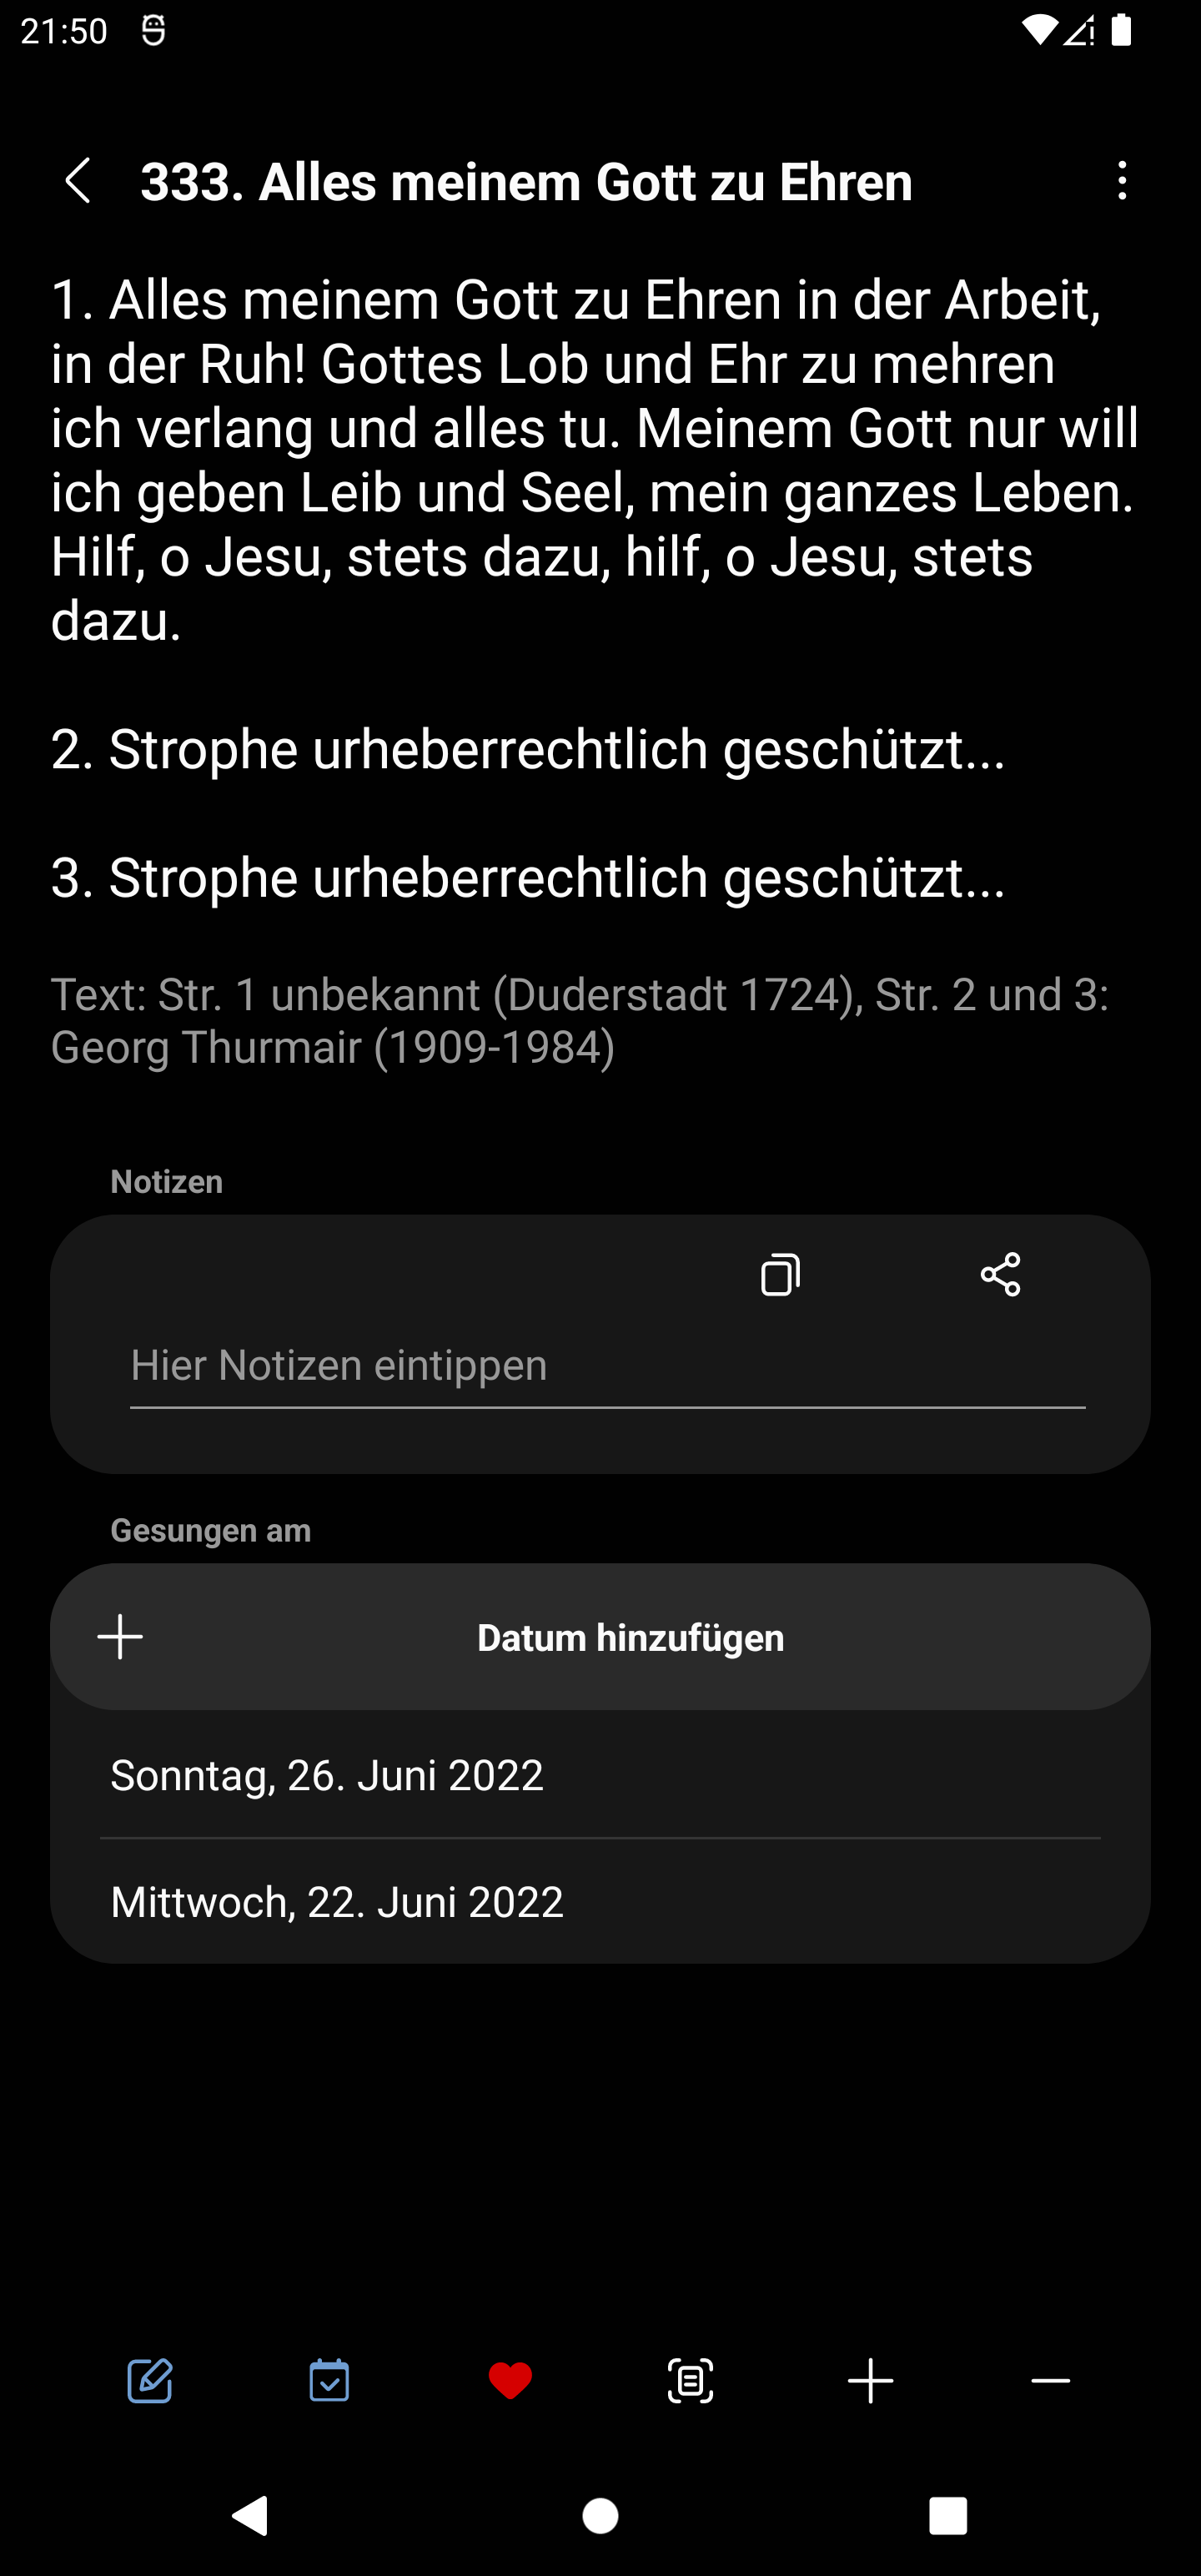 21:50
333. Alles meinem Gott zu Ehren
1. Alles meinem Gott zu Ehren in der Arbeit,
in der Ruh! Gottes Lob und Ehr zu mehren
ich verlang und alles tu. Meinem Gott nur will
ich geben Leib und Seel, mein ganzes Leben.
Hilf, o Jesu, stets dazu, hilf, o Jesu, stets
dazu.
2. Strophe urheberrechtlich geschützt...
3. Strophe urheberrechtlich geschützt...
Text: Str. 1 unbekannt (Duderstadt 1724), Str. 2 und 3:
Georg Thurmair (1909-1984)
Notizen
Hier Notizen eintippen
Gesungen am
Datum hinzufügen
Sonntag, 26. Juni 2022
Mittwoch, 22. Juni 2022